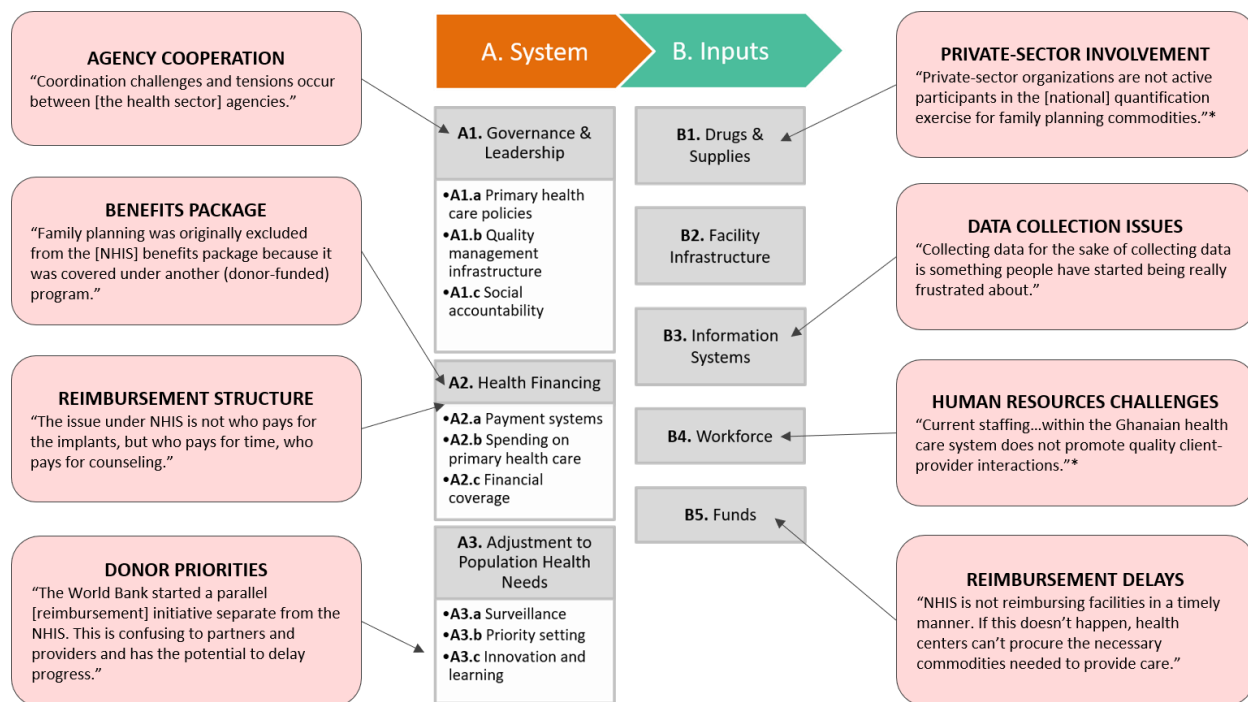 AGENCY COOPERATION
“Coordination challenges and tensions occur
between [the health sector] agencies.”
BENEFITS PACKAGE
“Family planning was originally excluded
from the [NHIS] benefits package because it
was covered under another (donor-funded)
program.”
REIMBURSEMENT STRUCTURE
“The issue under NHIS is not who pays for
the implants, but who pays for time, who
pays for counseling.”
DONOR PRIORITIES
“The World Bank started a parallel
[reimbursement] initiative separate from the
NHIS. This is confusing to partners and
providers and has the potential to delay
progress.”
A. System
A1. Governance &
Leadership
•A1.a Primary health
care policies
•A1.b Quality
management
infrastructure
•A1.c Social
accountability
A2. Health Financing
•A2.a Payment systems
•A2.b Spending on
primary health care
•A2.c Financial
coverage
A3. Adjustment to
Population Health
Needs
•A3.a Surveillance
•A3.b Priority setting
•A3.c Innovation and
learning
B. Inputs
B1. Drugs &
Supplies
B2. Facility
Infrastructure
B3. Information
Systems
B4. Workforce
B5. Funds
PRIVATE-SECTOR INVOLVEMENT
“Private-sector organizations are not active
participants in the [national] quantification
exercise for family planning commodities.”*
DATA COLLECTION ISSUES
“Collecting data for the sake of collecting data
is something people have started being really
frustrated about.”
HUMAN RESOURCES CHALLENGES
“Current staffing…within the Ghanaian health
care system does not promote quality client-
provider interactions.”*
REIMBURSEMENT DELAYS
“NHIS is not reimbursing facilities in a timely
manner. If this doesn’t happen, health
centers can’t procure the necessary
commodities needed to provide care.”